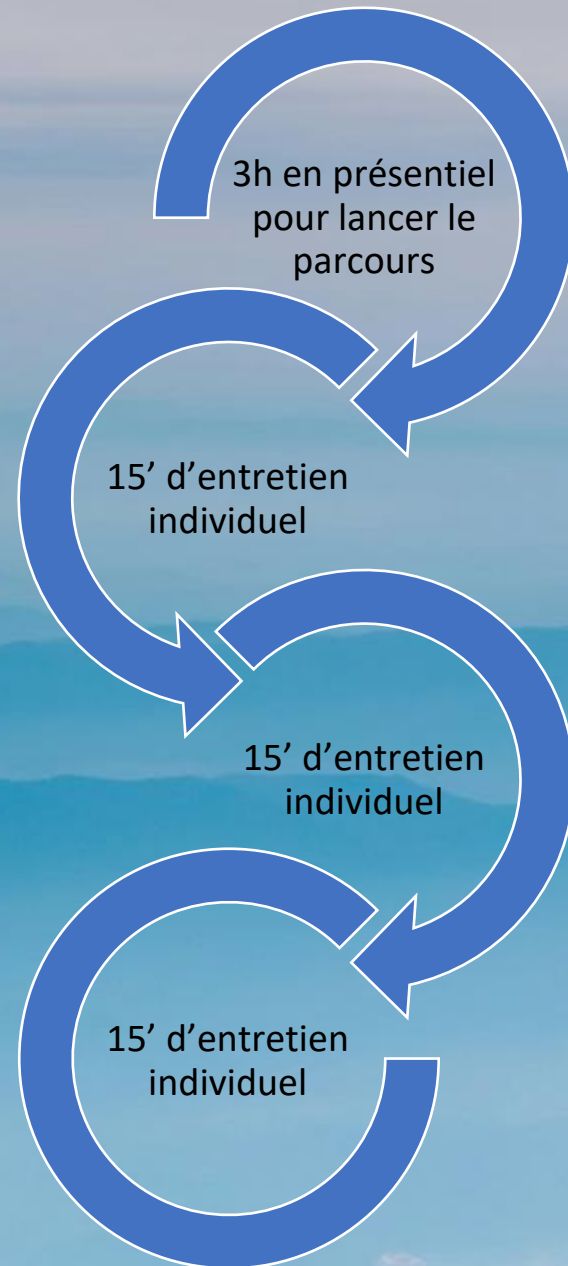 3h en présentiel
pour lancer le
parcours
15’ d’entretien
individuel
15’ d’entretien
individuel
15’ d’entretien
individuel